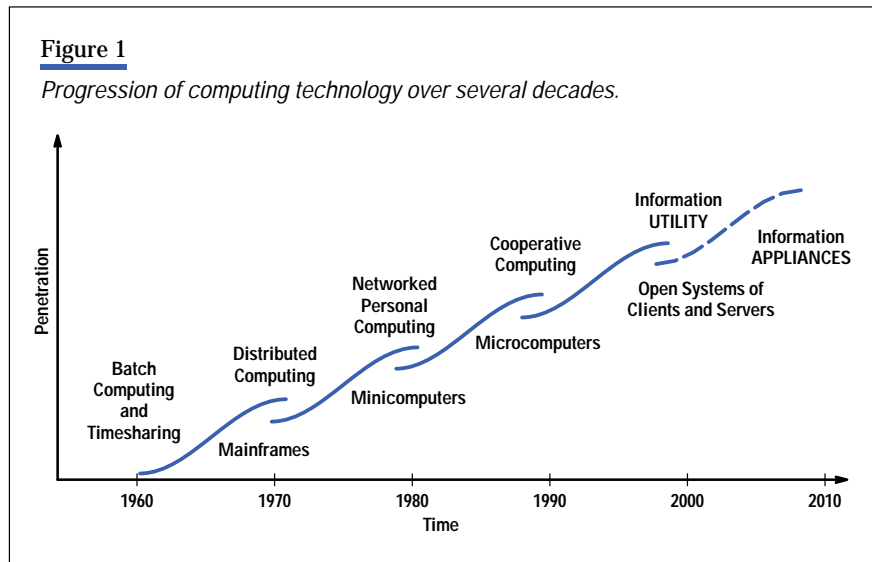 Figure 1
Progression of computing technology over several decades.
Penetration
Batch
Computing
and
Timesharing
Distributed
Computing
Mainframes
Networked
Personal
Computing
Minicomputers
Cooperative
Computing
Microcomputers
Information
UTILITY
Open Systems of
Clients and Servers
Information
APPLIANCES
1960
1970
1980
1990
2000
2010
Time